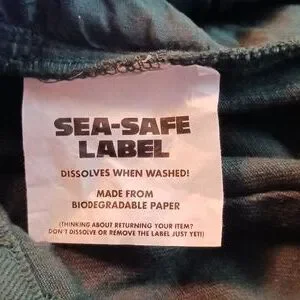 SEA-SAFE
LABEL
DISSOLVES WHEN WASHED!
MADE FROM
BIODEGRADABLE PAPER
(THINKING ABOUT RETURNING YOUR ITEM?
DON'T DISSOLVE OR REMOVE THE LABEL JUST YET!)